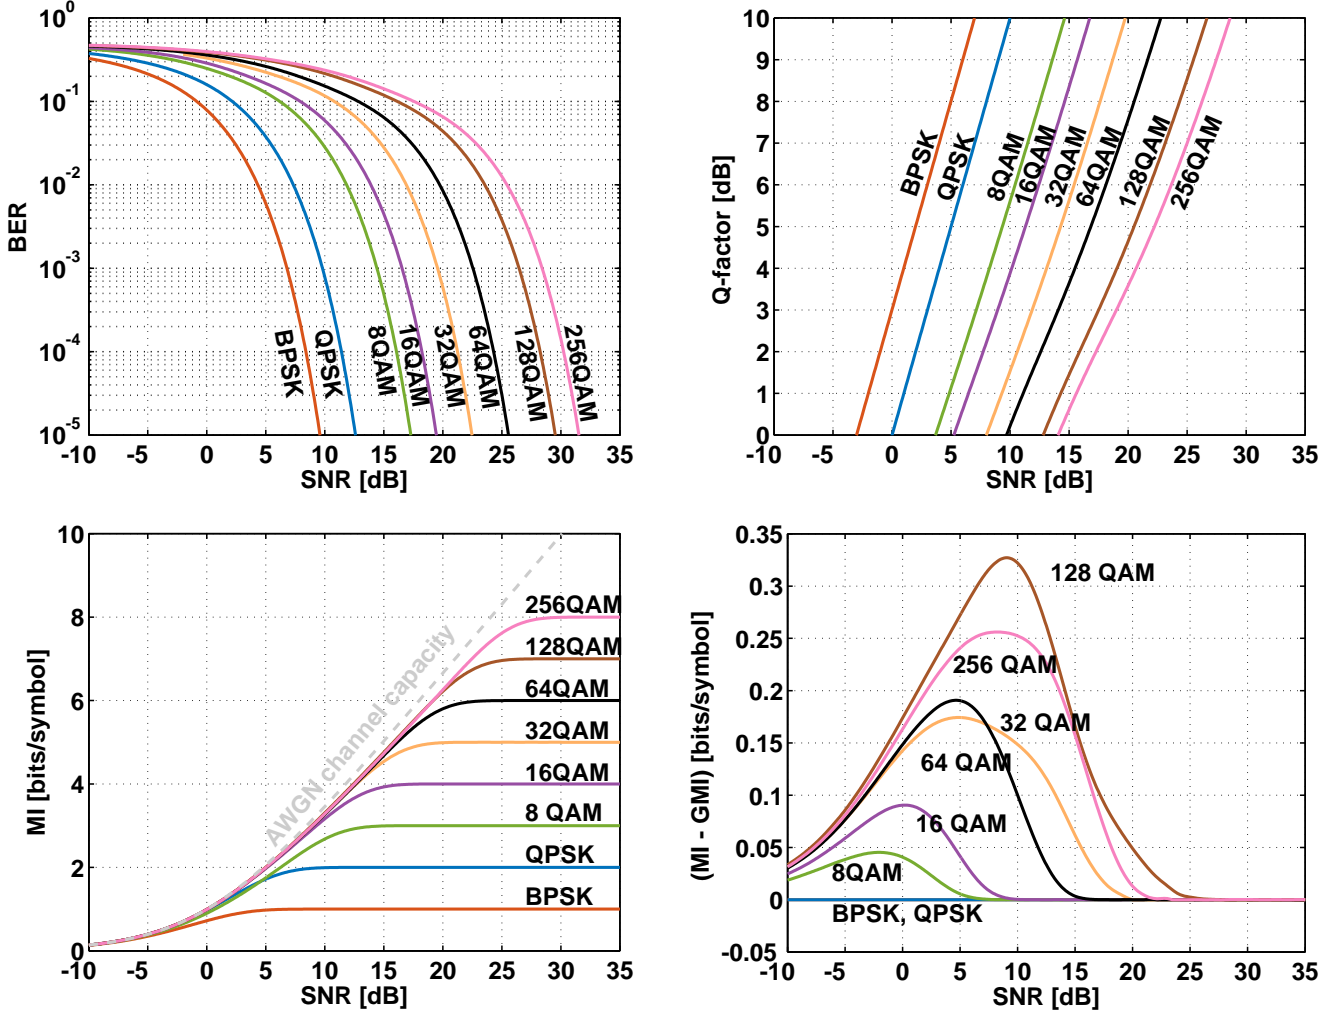 BER
10^0
10^-1
10^-2
10^-3
10^-4
10^-5
BPSK
QPSK
8QAM
16QAM
32QAM
64QAM
128QAM
256QAM
-10 -5 0 5 10 15 20 25 30 35
SNR [dB]
Q-factor [dB]
10
9
8
7
6
5
4
3
2
1
0
BPSK
QPSK
8QAM
16QAM
32QAM
64QAM
128QAM
256QAM
-10 -5 0 5 10 15 20 25 30 35
SNR [dB]
MI [bits/symbol]
10
8
6
4
2
0
AWGN channel capacity
256QAM
128QAM
64QAM
32QAM
16QAM
8 QAM
QPSK
BPSK
-10 -5 0 5 10 15 20 25 30 35
SNR [dB]
(MI - GMI) [bits/symbol]
0.35
0.3
0.25
0.2
0.15
0.1
0.05
0
-0.05
128 QAM
256 QAM
32 QAM
64 QAM
16 QAM
8QAM
BPSK, QPSK
-10 -5 0 5 10 15 20 25 30 35
SNR [dB]